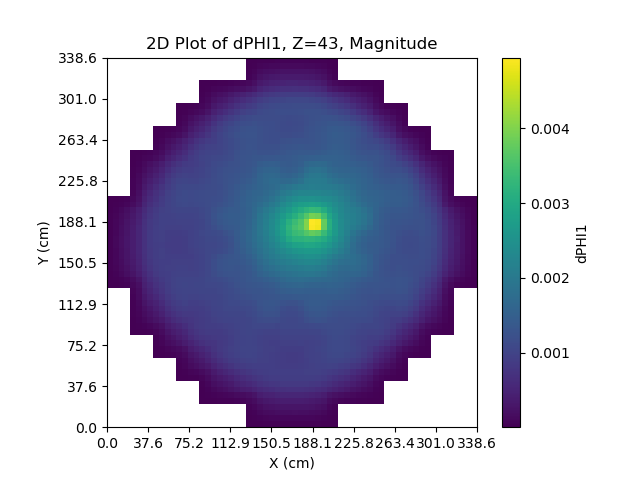 2D Plot of dPHI1, Z=43, Magnitude
338.6
301.0
263.4
225.8
188.1
150.5
112.9
75.2
37.6
0.0
Y (cm)
0.0 37.6 75.2 112.9 150.5 188.1 225.8 263.4 301.0 338.6
X (cm)
0.004
0.003
0.002
0.001
dPHI1